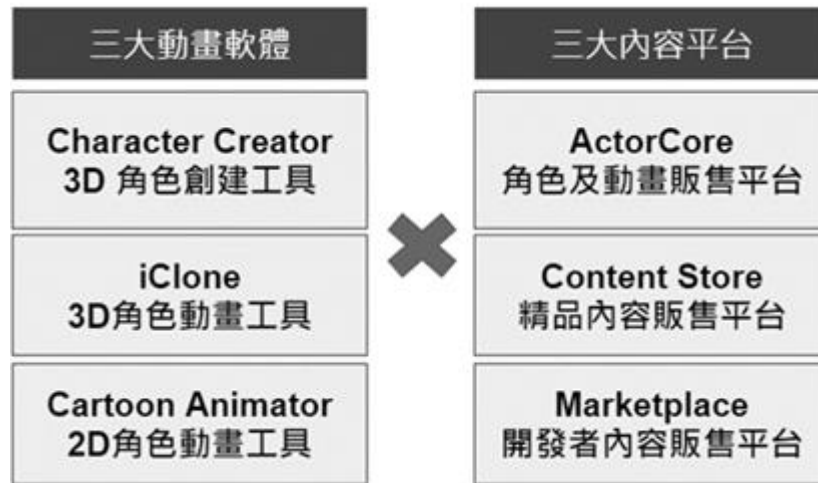 三大動畫軟體
Character Creator
3D 角色創建工具
iClone
3D角色動畫工具
Cartoon Animator
2D角色動畫工具
三大內容平台
ActorCore
角色及動畫販售平台
Content Store
精品內容販售平台
Marketplace
開發者內容販售平台